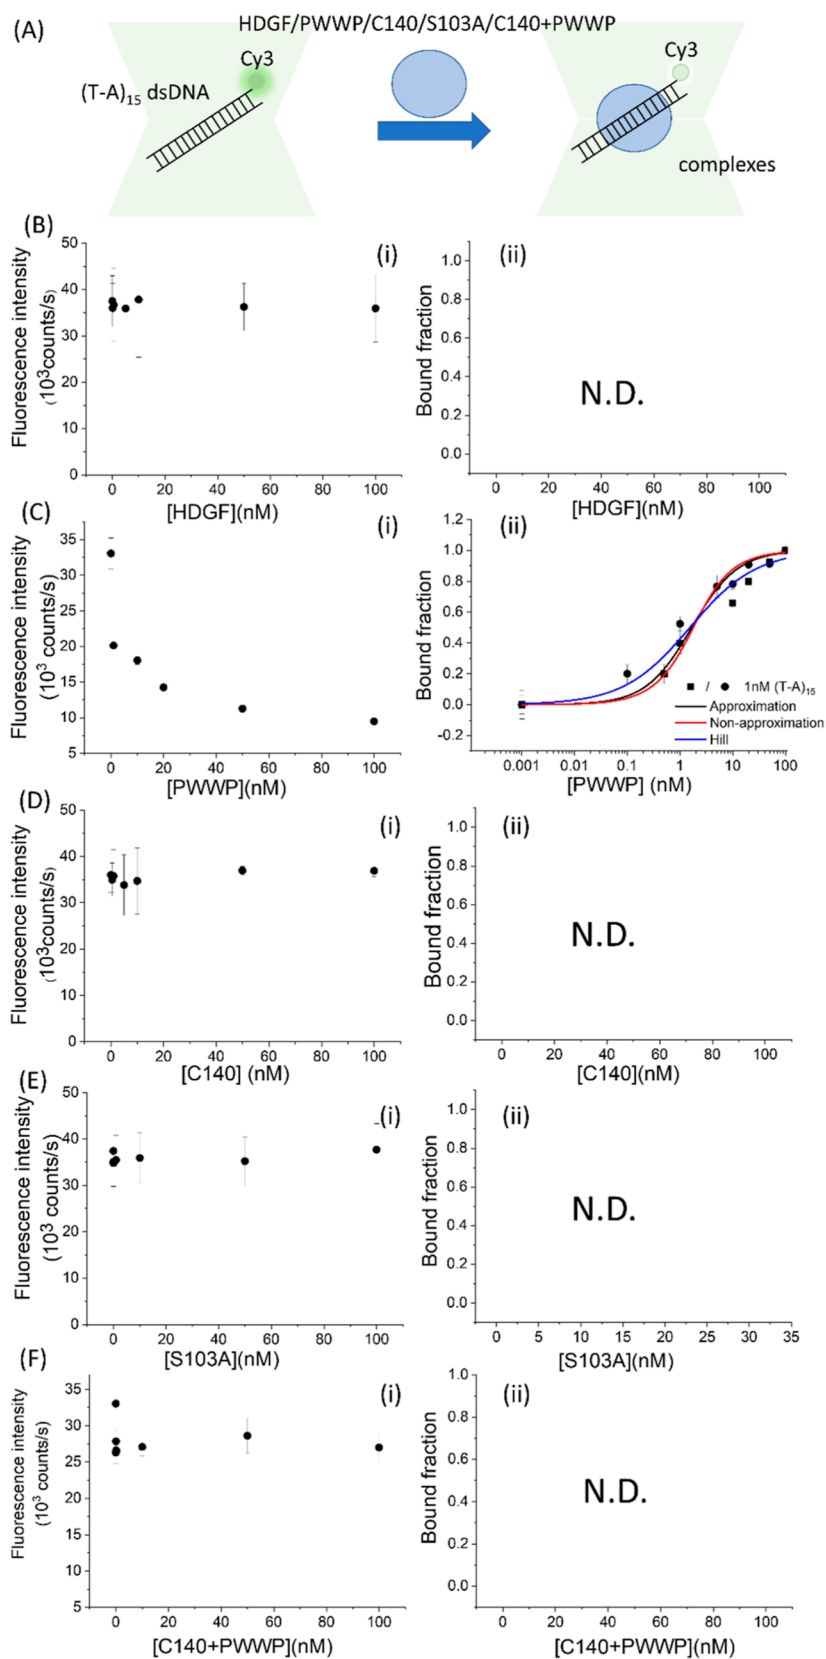 (A)
HDGF/PWWP/C140/S103A/C140+PWWP
Cy3
(T-A)15 dsDNA
Cy3
complexes
(B)
(i)
Fluorescence intensity
(10³counts/s)
50
40
30
20
10
0
0 20 40 60 80 100
[HDGF](nM)
(ii)
Bound fraction
1.0
0.8
0.6
0.4
0.2
0.0
N.D.
0 20 40 60 80 100
[HDGF](nM)
(C)
(i)
Fluorescence intensity
(10³ counts/s)
35
30
25
20
15
10
5
0 20 40 60 80 100
[PWWP](nM)
(ii)
Bound fraction
1.2
1.0
0.8
0.6
0.4
0.2
0.0
-0.2
/ 1nM (T-A)15
Approximation
Non-approximation
Hill
0.001 0.01 0.1 1 10 100
[PWWP] (nM)
(D)
(i)
Fluorescence intensity
(10³counts/s)
50
40
30
20
10
0
0 20 40 60 80 100
[C140] (nM)
(ii)
Bound fraction
1.0
0.8
0.6
0.4
0.2
0.0
N.D.
0 20 40 60 80 100
[C140](nM)
(E)
(i)
Fluorescence intensity
(10³ counts/s)
50
40
30
20
10
0
0 20 40 60 80 100
[S103A](nM)
(ii)
Bound fraction
1.0
0.8
0.6
0.4
0.2
0.0
N.D.
0 5 10 15 20 25 30 35
[S103A](nM)
(F)
(i)
Fluorescence intensity
(10³ counts/s)
35
30
25
20
15
10
5
0 20 40 60 80 100
[C140+PWWP](nM)
(ii)
Bound fraction
1.0
0.8
0.6
0.4
0.2
0.0
N.D.
0 20 40 60 80 100
[C140+PWWP](nM)